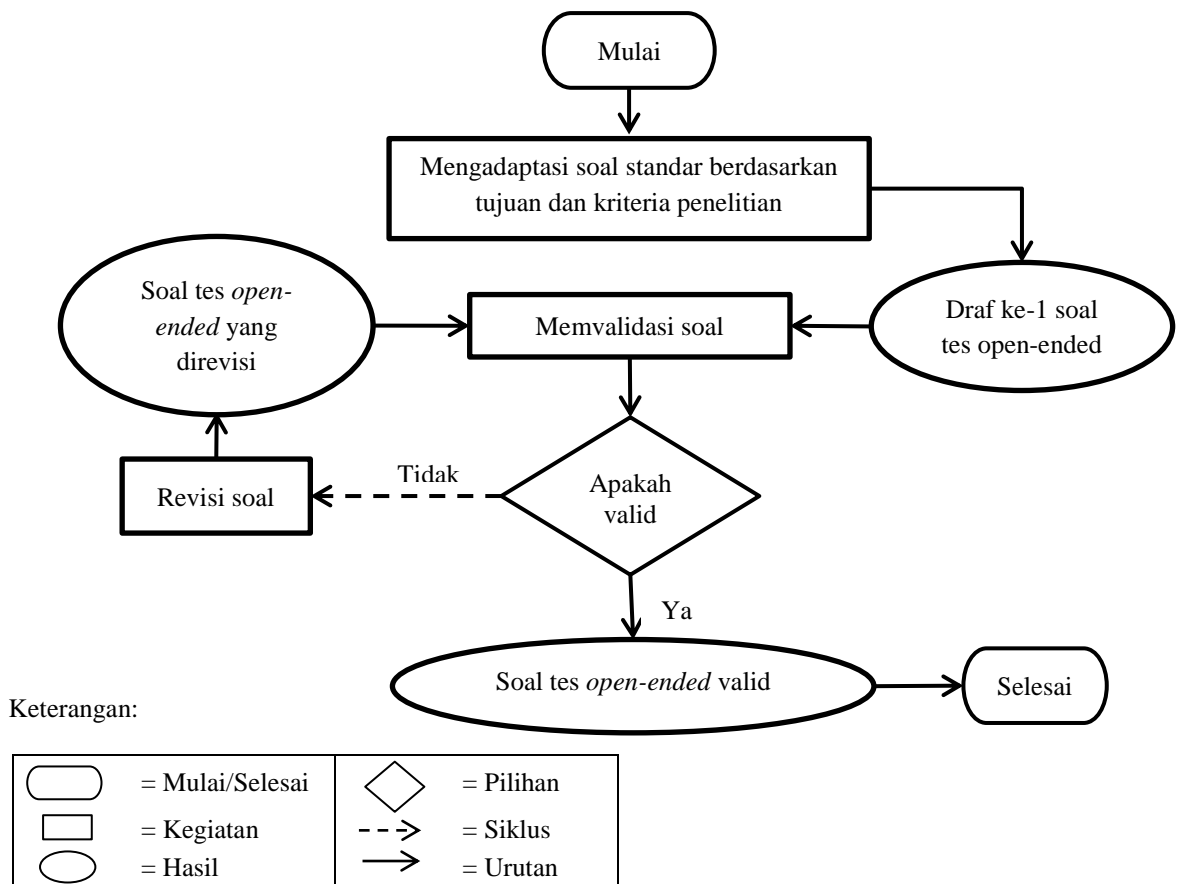 Mulai
Mengadaptasi soal standar berdasarkan
tujuan dan kriteria penelitian
Soal tes open-
ended yang
direvisi
Memvalidasi soal
Draf ke-1 soal
tes open-ended
Revisi soal
Tidak
Apakah
valid
Ya
Soal tes open-ended valid
Selesai
Keterangan:
= Mulai/Selesai
= Kegiatan
= Hasil
= Pilihan
= Siklus
= Urutan